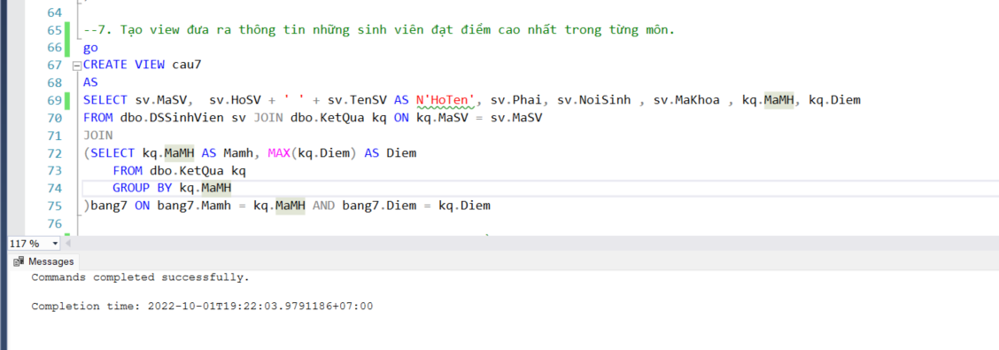 64
65 --7. Tạo view đưa ra thông tin những sinh viên đạt điểm cao nhất trong từng môn.
66 go
67 CREATE VIEW cau7
68 AS
69 SELECT sv.MaSV,  sv.HoSV + ' ' + sv.TenSV AS N'HoTen', sv.Phai, sv.NoiSinh , sv.MaKhoa , kq.MaMH, kq.Diem
70 FROM dbo.DSSinhVien sv JOIN dbo.KetQua kq ON kq.MaSV = sv.MaSV
71 JOIN
72 (SELECT kq.MaMH AS Mamh, MAX(kq.Diem) AS Diem
73     FROM dbo.KetQua kq
74     GROUP BY kq.MaMH
75 )bang7 ON bang7.Mamh = kq.MaMH AND bang7.Diem = kq.Diem
76
117 %
Messages
Commands completed successfully.
Completion time: 2022-10-01T19:22:03.9791186+07:00